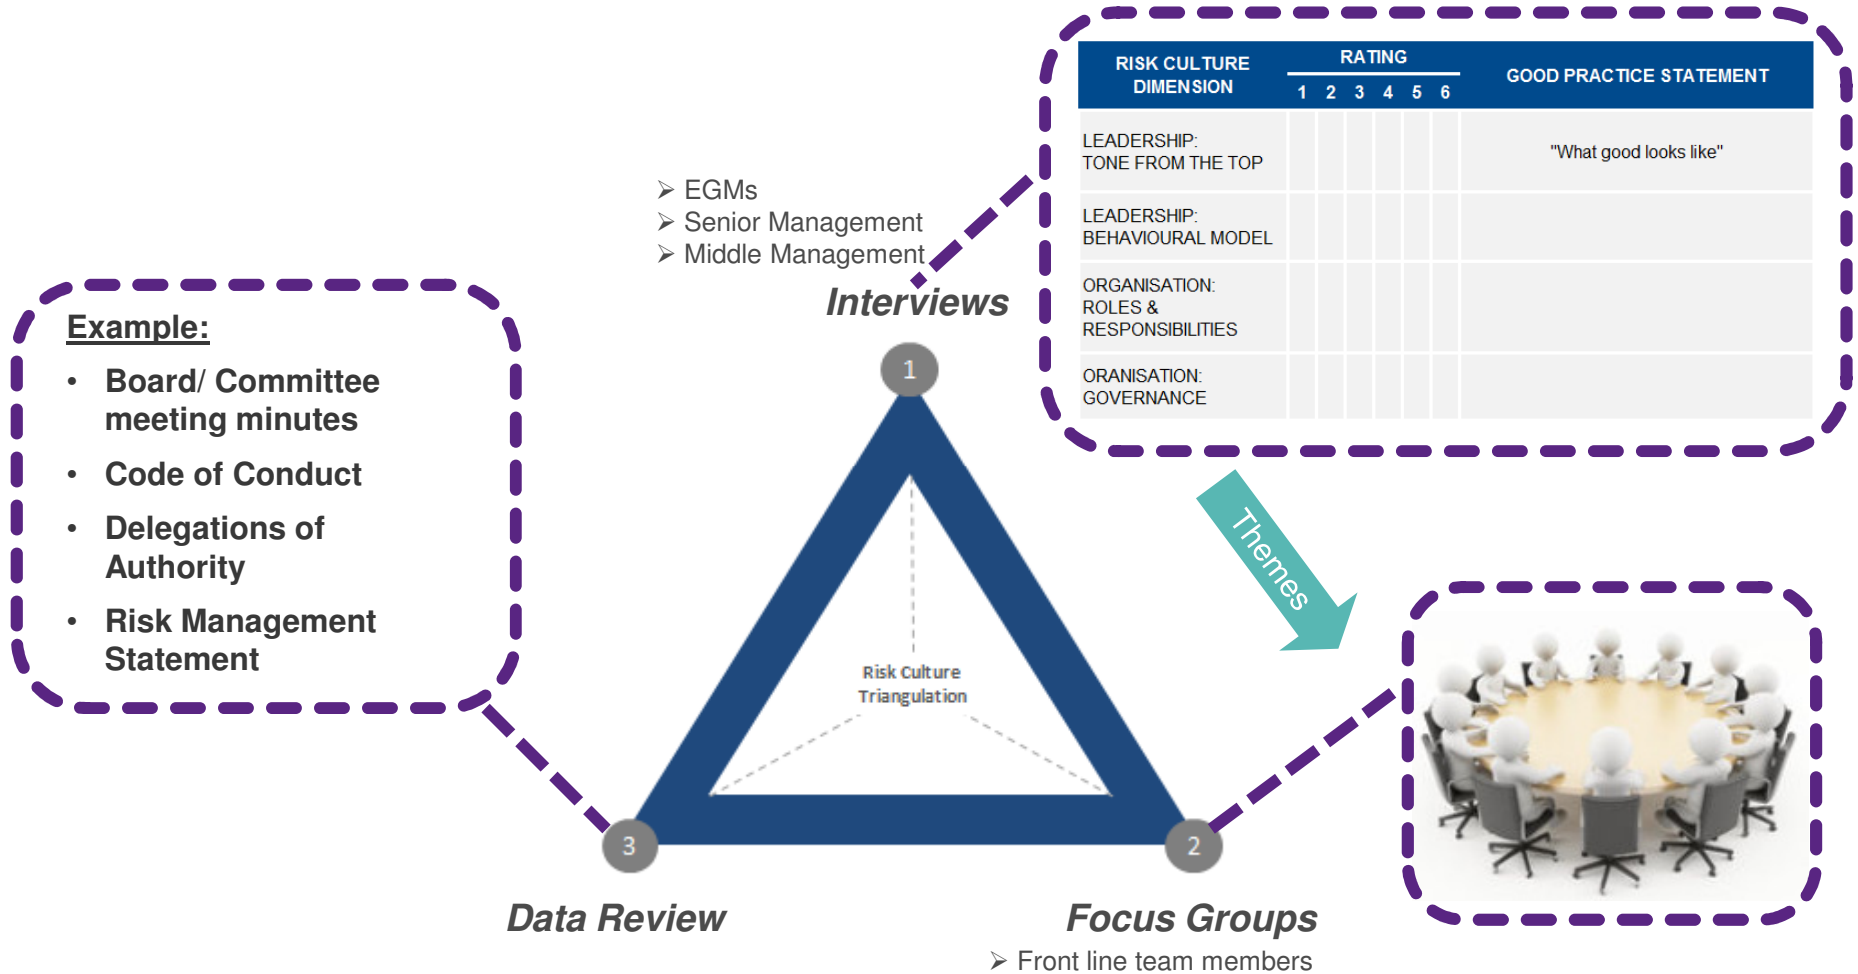 RISK CULTURE
DIMENSION
RATING
1 2 3 4 5 6
GOOD PRACTICE STATEMENT
LEADERSHIP:
TONE FROM THE TOP
"What good looks like"
LEADERSHIP:
BEHAVIOURAL MODEL
ORGANISATION:
ROLES &
RESPONSIBILITIES
ORANISATION:
GOVERNANCE
➢ EGMs
➢ Senior Management
➢ Middle Management
Interviews
1
Example:
• Board/ Committee
meeting minutes
• Code of Conduct
• Delegations of
Authority
• Risk Management
Statement
Themes
Risk Culture
Triangulation
3
2
Data Review
Focus Groups
➢ Front line team members